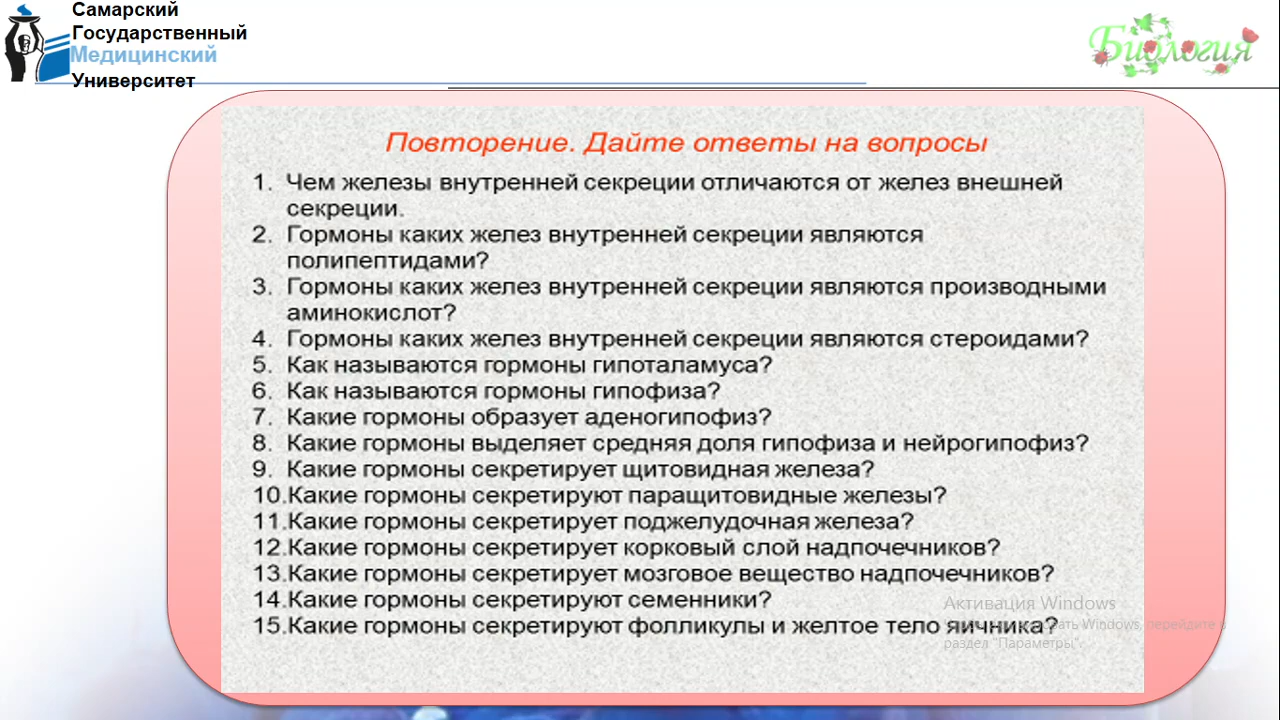 Самарский
Государственный
Медицинский
Университет
Биология
Повторение. Дайте ответы на вопросы
1. Чем железы внутренней секреции отличаются от желез внешней
секреции.
2. Гормоны каких желез внутренней секреции являются
полипептидами?
3. Гормоны каких желез внутренней секреции являются производными
аминокислот?
4. Гормоны каких желез внутренней секреции являются стероидами?
5. Как называются гормоны гипоталамуса?
6. Как называются гормоны гипофиза?
7. Какие гормоны образует аденогипофиз?
8. Какие гормоны выделяет средняя доля гипофиза и нейрогипофиз?
9. Какие гормоны секретирует щитовидная железа?
10.Какие гормоны секретируют паращитовидные железы?
11.Какие гормоны секретирует поджелудочная железа?
12.Какие гормоны секретирует корковый слой надпочечников?
13.Какие гормоны секретирует мозговое вещество надпочечников?
14.Какие гормоны секретируют семенники?
15.Какие гормоны секретируют фолликулы и желтое тело яичника?
Активация Windows
Windows, перейдите в
раздел "Параметры".